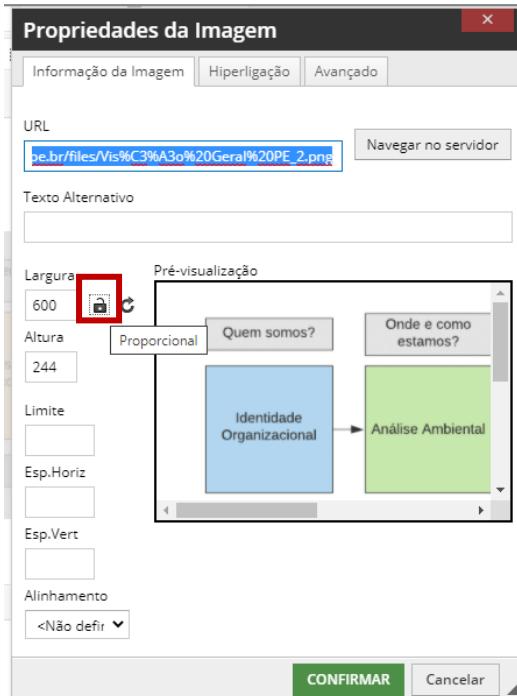 Propriedades da Imagem
Informação da Imagem
Hiperligação
Avançado
URL
pe.br/files/Vis%C3%A3o%20Geral%20PE_2.png
Navegar no servidor
Texto Alternativo
Largura
Pré-visualização
600
Altura
Proporcional
244
Quem somos?
Onde e como
estamos?
Identidade
Organizacional
Análise Ambiental
Limite
Esp.Horiz
Esp.Vert
Alinhamento
<Não defir
CONFIRMAR
Cancelar